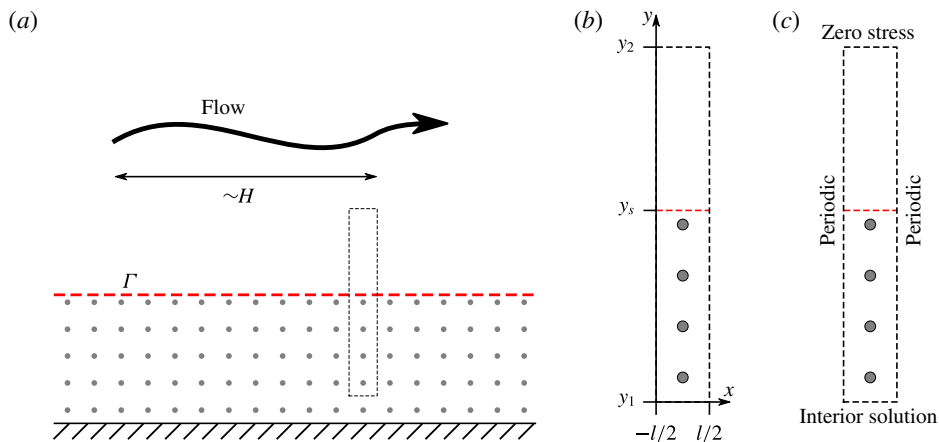 (a)
Flow
~H
Γ
(b)
y
y2
ys
y1
x
−l/2
l/2
(c)
Zero stress
Periodic
Periodic
Interior solution